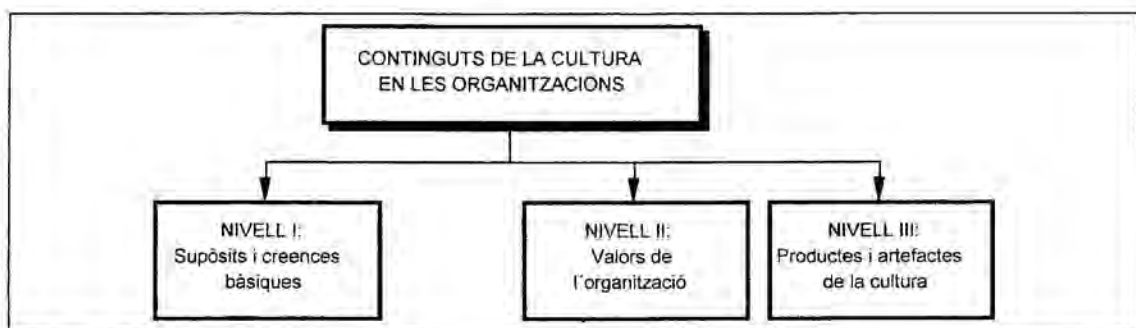 CONTINGUTS DE LA CULTURA
EN LES ORGANITZACIONS
NIVELL I:
Supòsits i creences
bàsiques
NIVELL II:
Valors de
l'organització
NIVELL III:
Productes i artefactes
de la cultura